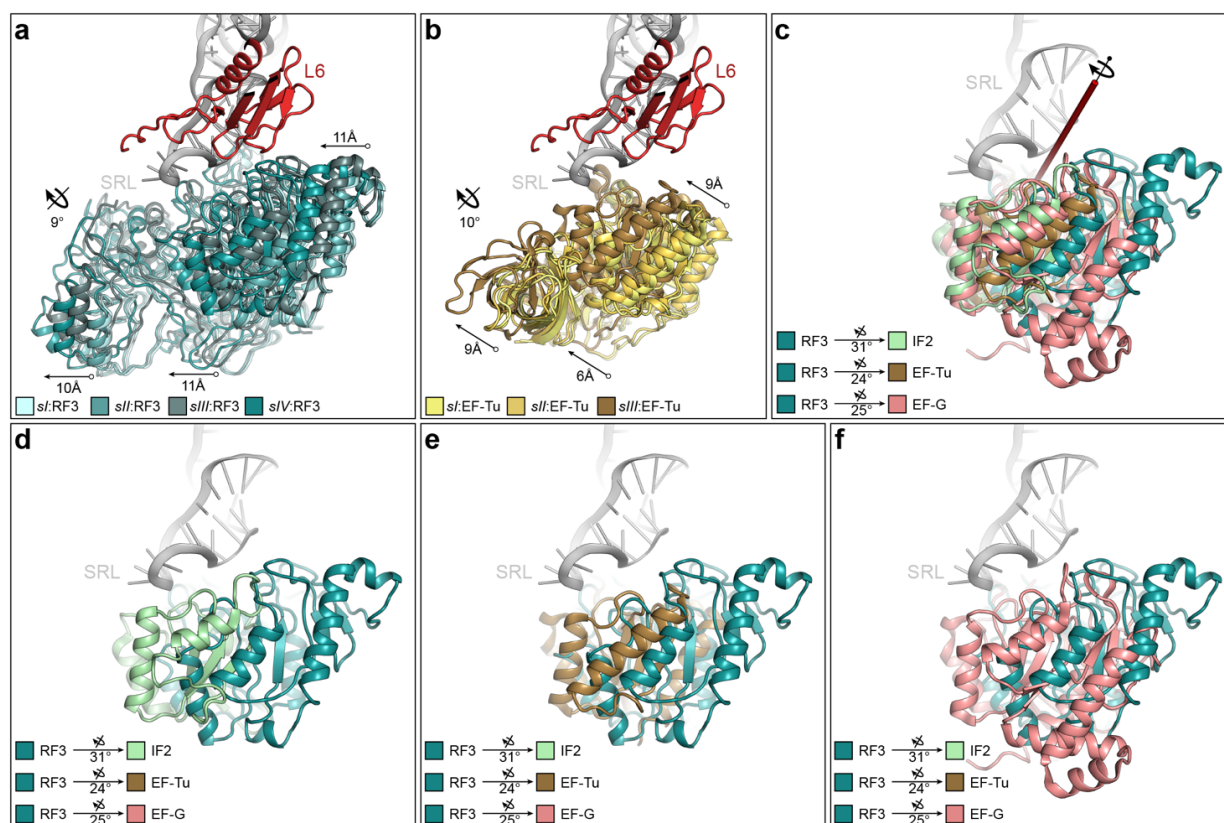 a
L6
11Å
SRL
9°
10Å
11Å
sI:RF3 sII:RF3 sIII:RF3 sIV:RF3
b
L6
SRL
9Å
10°
9Å
6Å
sI:EF-Tu sII:EF-Tu sIII:EF-Tu
c
SRL
RF3 31° IF2
RF3 24° EF-Tu
RF3 25° EF-G
d
SRL
RF3 31° IF2
RF3 24° EF-Tu
RF3 25° EF-G
e
SRL
RF3 31° IF2
RF3 24° EF-Tu
RF3 25° EF-G
f
SRL
RF3 31° IF2
RF3 24° EF-Tu
RF3 25° EF-G